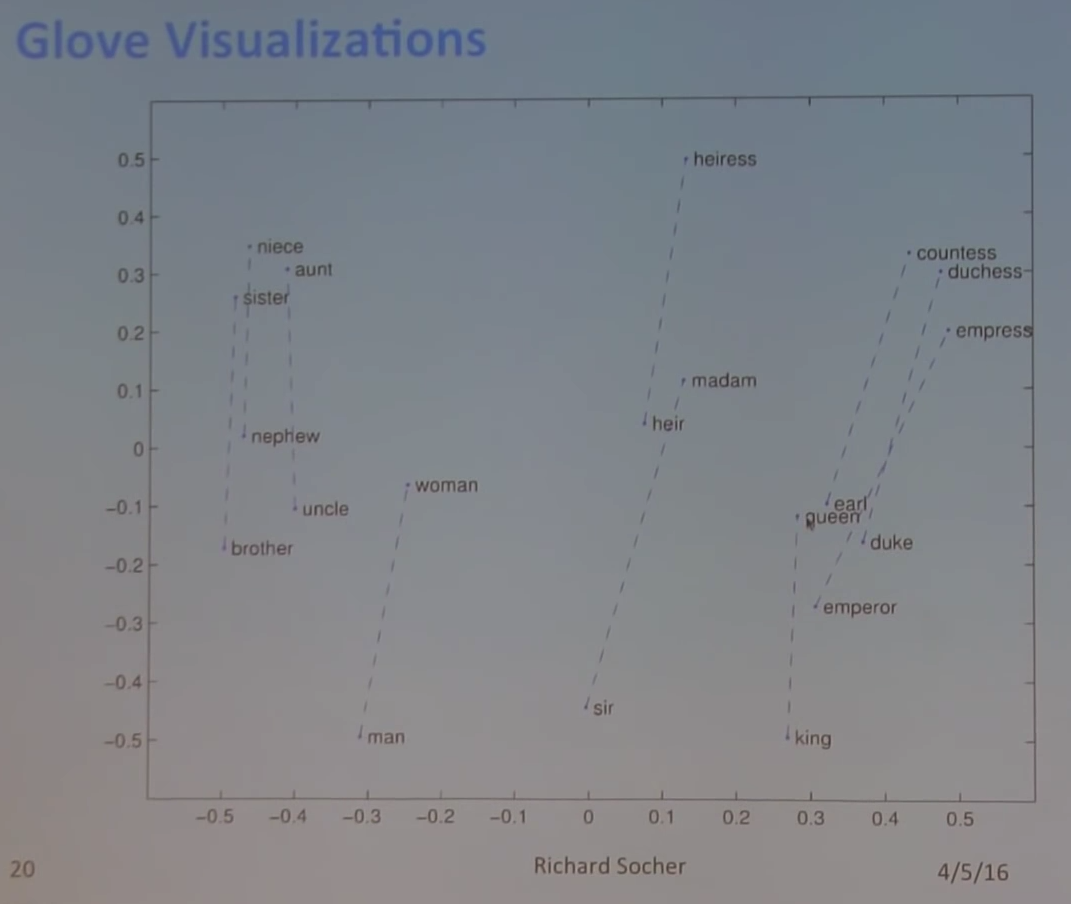 Glove Visualizations
0.5
heiress
0.4
niece
countess
aunt
duchess
0.3
sister
0.2
empress
0.1
madam
heir
nephew
0
woman
−0.1
earl
queen
uncle
duke
brother
−0.2
emperor
−0.3
−0.4
sir
man
king
−0.5
−0.5 −0.4 −0.3 −0.2 −0.1 0 0.1 0.2 0.3 0.4 0.5
20 Richard Socher 4/5/16